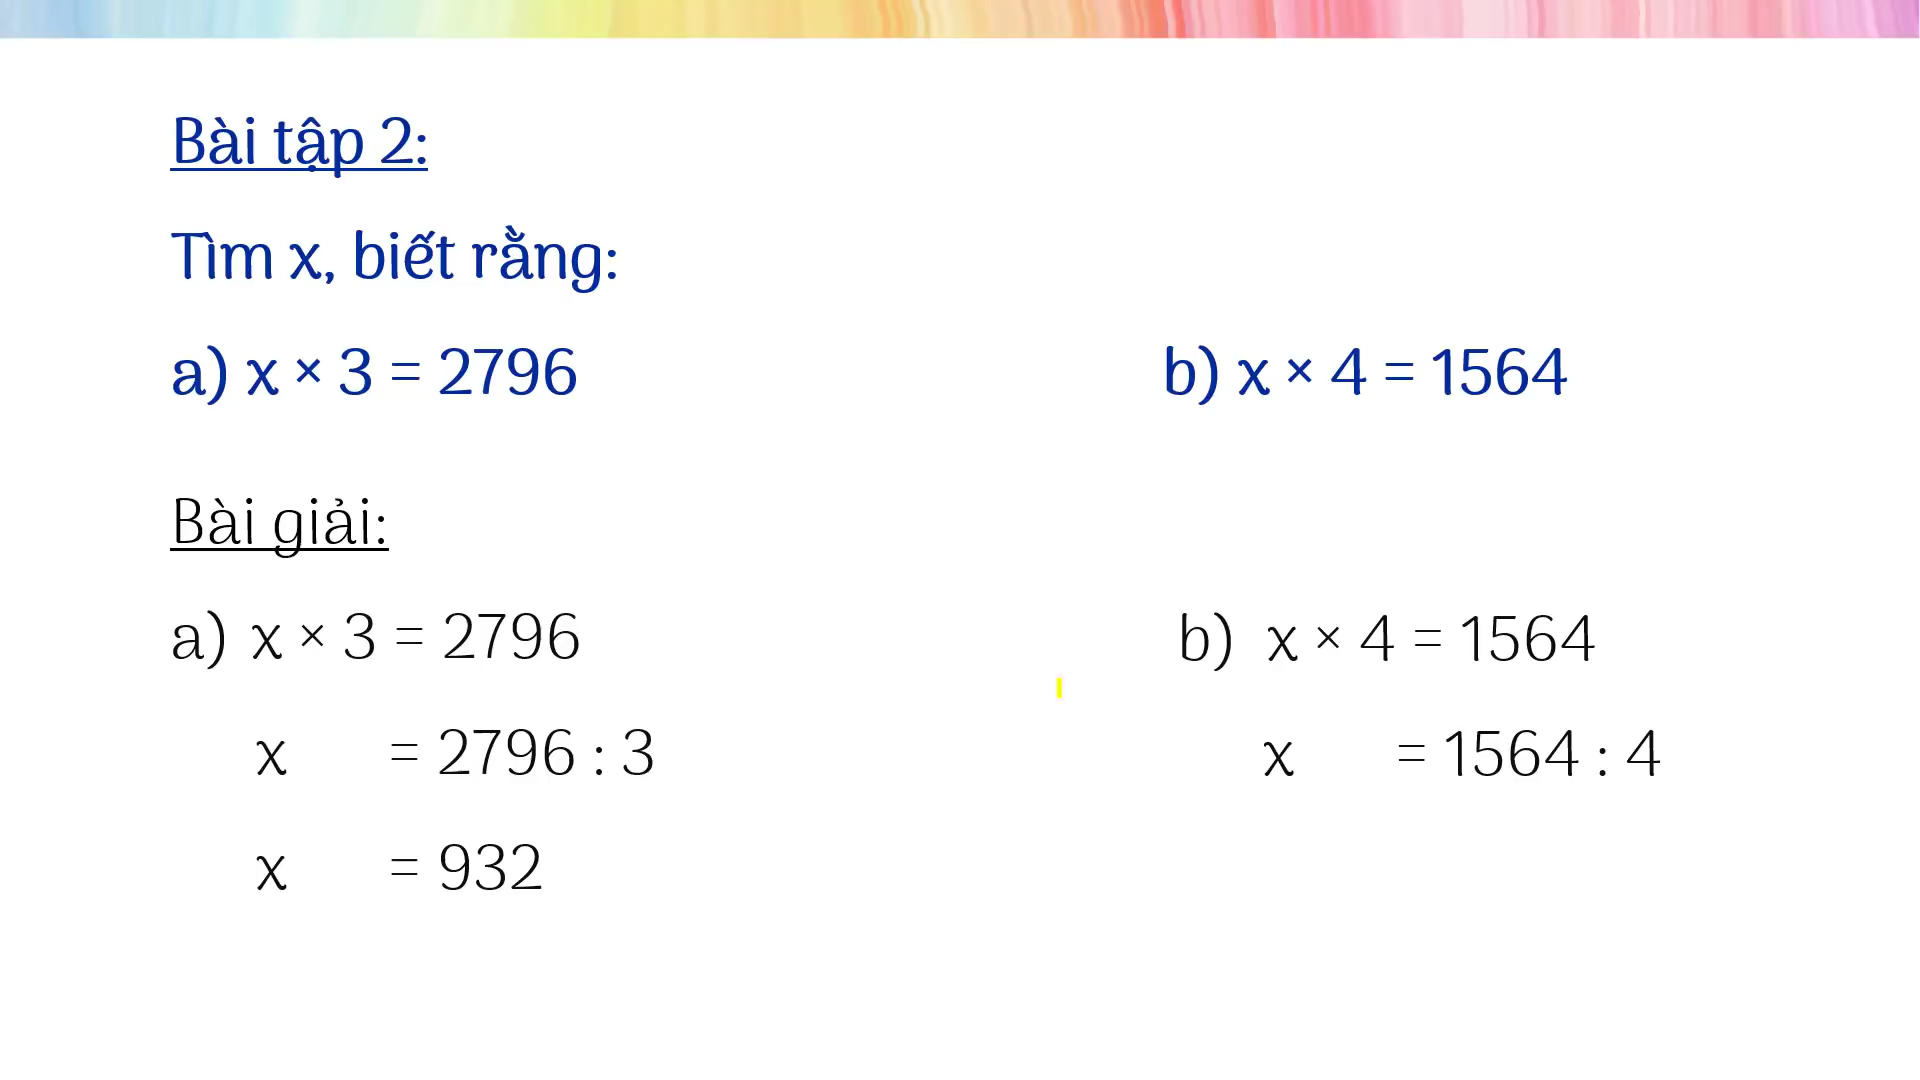 Bài tập 2:
Tìm x, biết rằng:
a) x × 3 = 2796
b) x × 4 = 1564
Bài giải:
a) x × 3 = 2796
x = 2796 : 3
x = 932
b) x × 4 = 1564
x = 1564 : 4